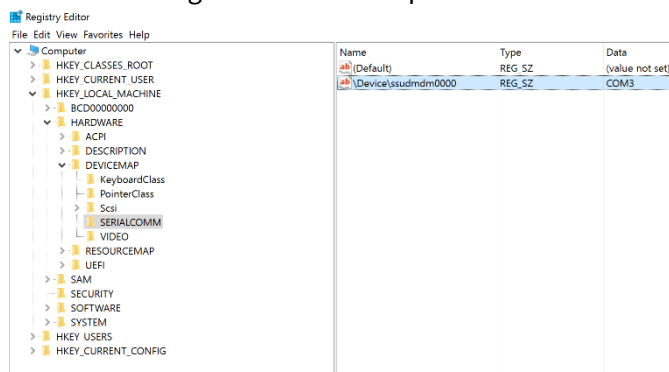 Registry Editor
File Edit View Favorites Help
Computer
HKEY_CLASSES_ROOT
HKEY_CURRENT_USER
HKEY_LOCAL_MACHINE
BCD00000000
HARDWARE
ACPI
DESCRIPTION
DEVICEMAP
KeyboardClass
PointerClass
Scsi
SERIALCOMM
VIDEO
RESOURCEMAP
UEFI
SAM
SECURITY
SOFTWARE
SYSTEM
HKEY_USERS
HKEY_CURRENT_CONFIG
Name Type Data
ab (Default) REG_SZ (value not set)
ab \Device\ssudmdm0000 REG_SZ COM3